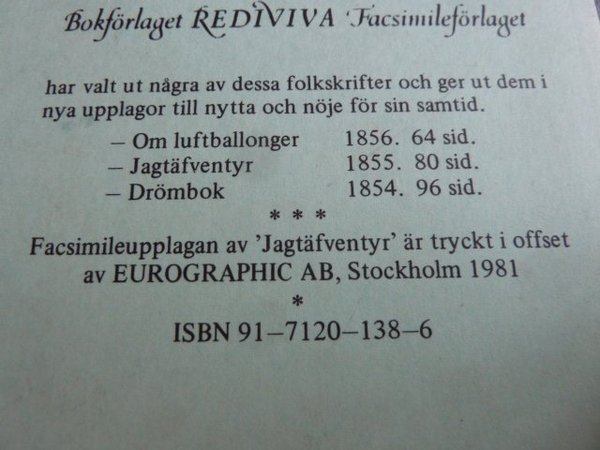 Bokförlaget REDIVIVA Facsimileförlaget
har valt ut några av dessa folkskrifter och ger ut dem i
nya upplagor till nytta och nöje för sin samtid.
– Om luftballonger 1856. 64 sid.
– Jagtäfventyr 1855. 80 sid.
– Drömbok 1854. 96 sid.
* * *
Facsimileupplagan av 'Jagtäfventyr' är tryckt i offset
av EUROGRAPHIC AB, Stockholm 1981
*
ISBN 91–7120–138–6